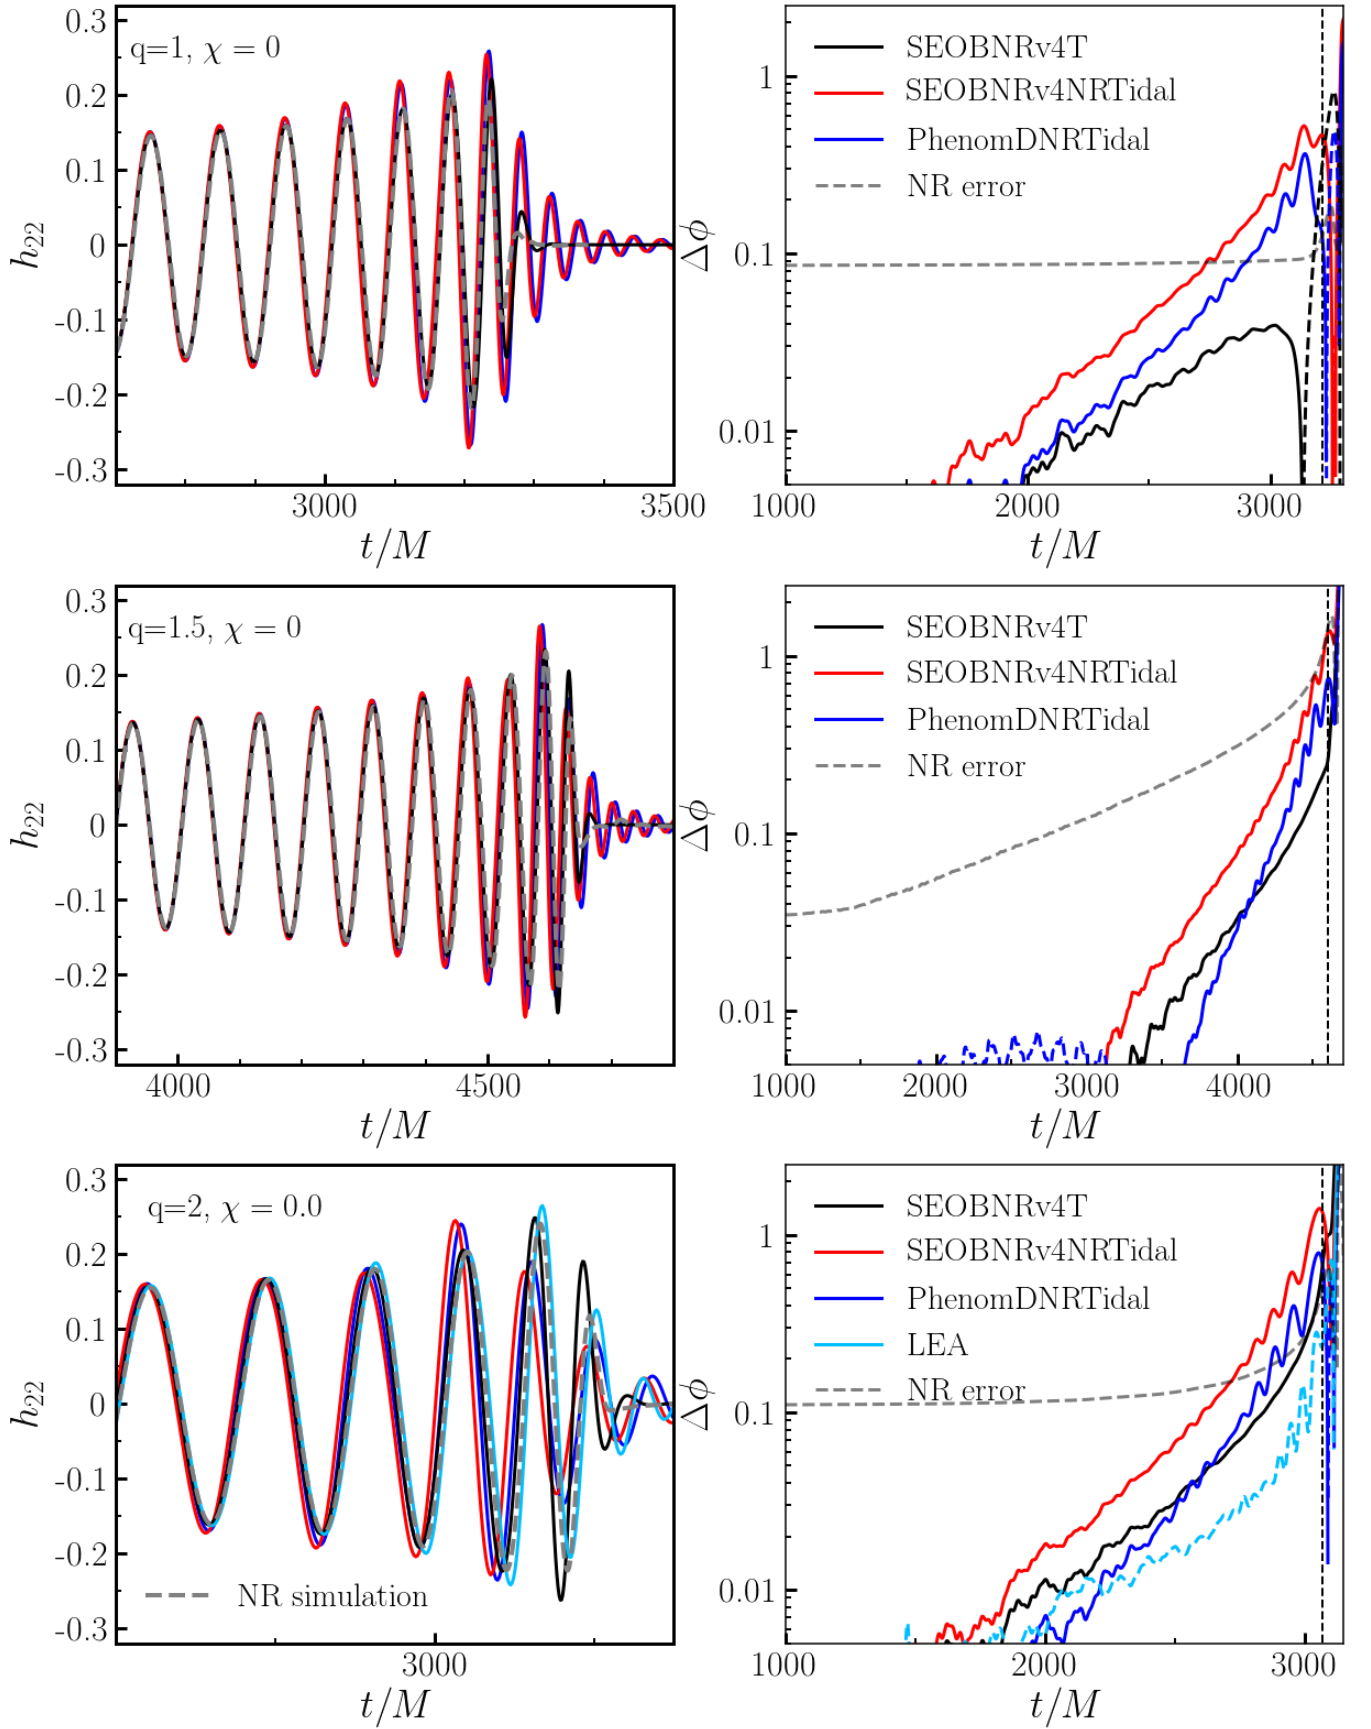 0.3
0.2
0.1
0
-0.1
-0.2
-0.3
h22
q=1, χ = 0
3000
3500
t/M
1
0.1
0.01
Δϕ
SEOBNRv4T
SEOBNRv4NRTidal
PhenomDNRTidal
NR error
1000
2000
3000
t/M
0.3
0.2
0.1
0
-0.1
-0.2
-0.3
h22
q=1.5, χ = 0
4000
4500
t/M
1
0.1
0.01
Δϕ
SEOBNRv4T
SEOBNRv4NRTidal
PhenomDNRTidal
NR error
1000
2000
3000
4000
t/M
0.3
0.2
0.1
0
-0.1
-0.2
-0.3
h22
q=2, χ = 0.0
NR simulation
3000
t/M
1
0.1
0.01
Δϕ
SEOBNRv4T
SEOBNRv4NRTidal
PhenomDNRTidal
LEA
NR error
1000
2000
3000
t/M